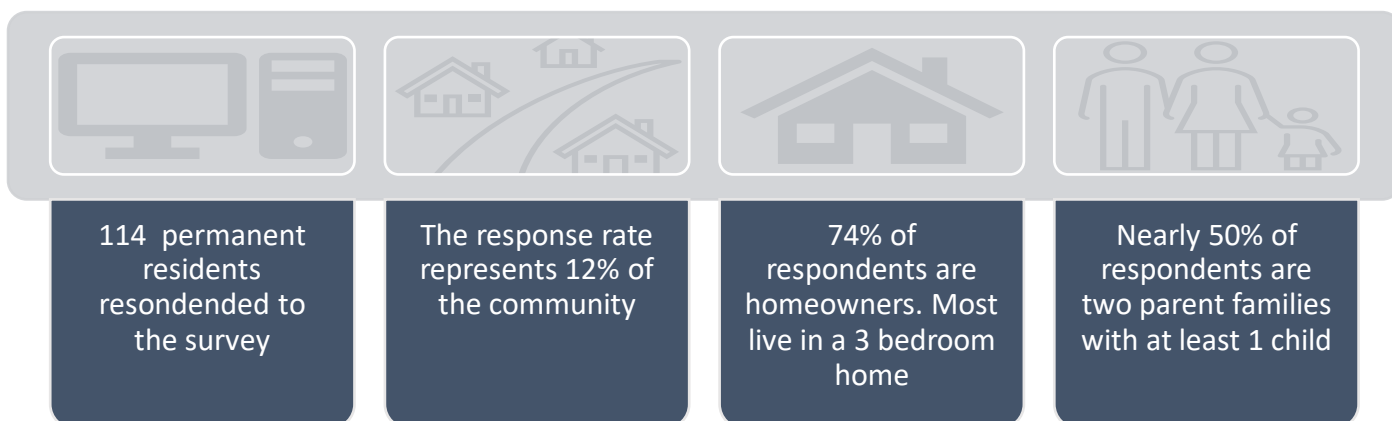 114 permanent
residents
resondended to
the survey
The response rate
represents 12% of
the community
74% of
respondents are
homeowners. Most
live in a 3 bedroom
home
Nearly 50% of
respondents are
two parent families
with at least 1 child